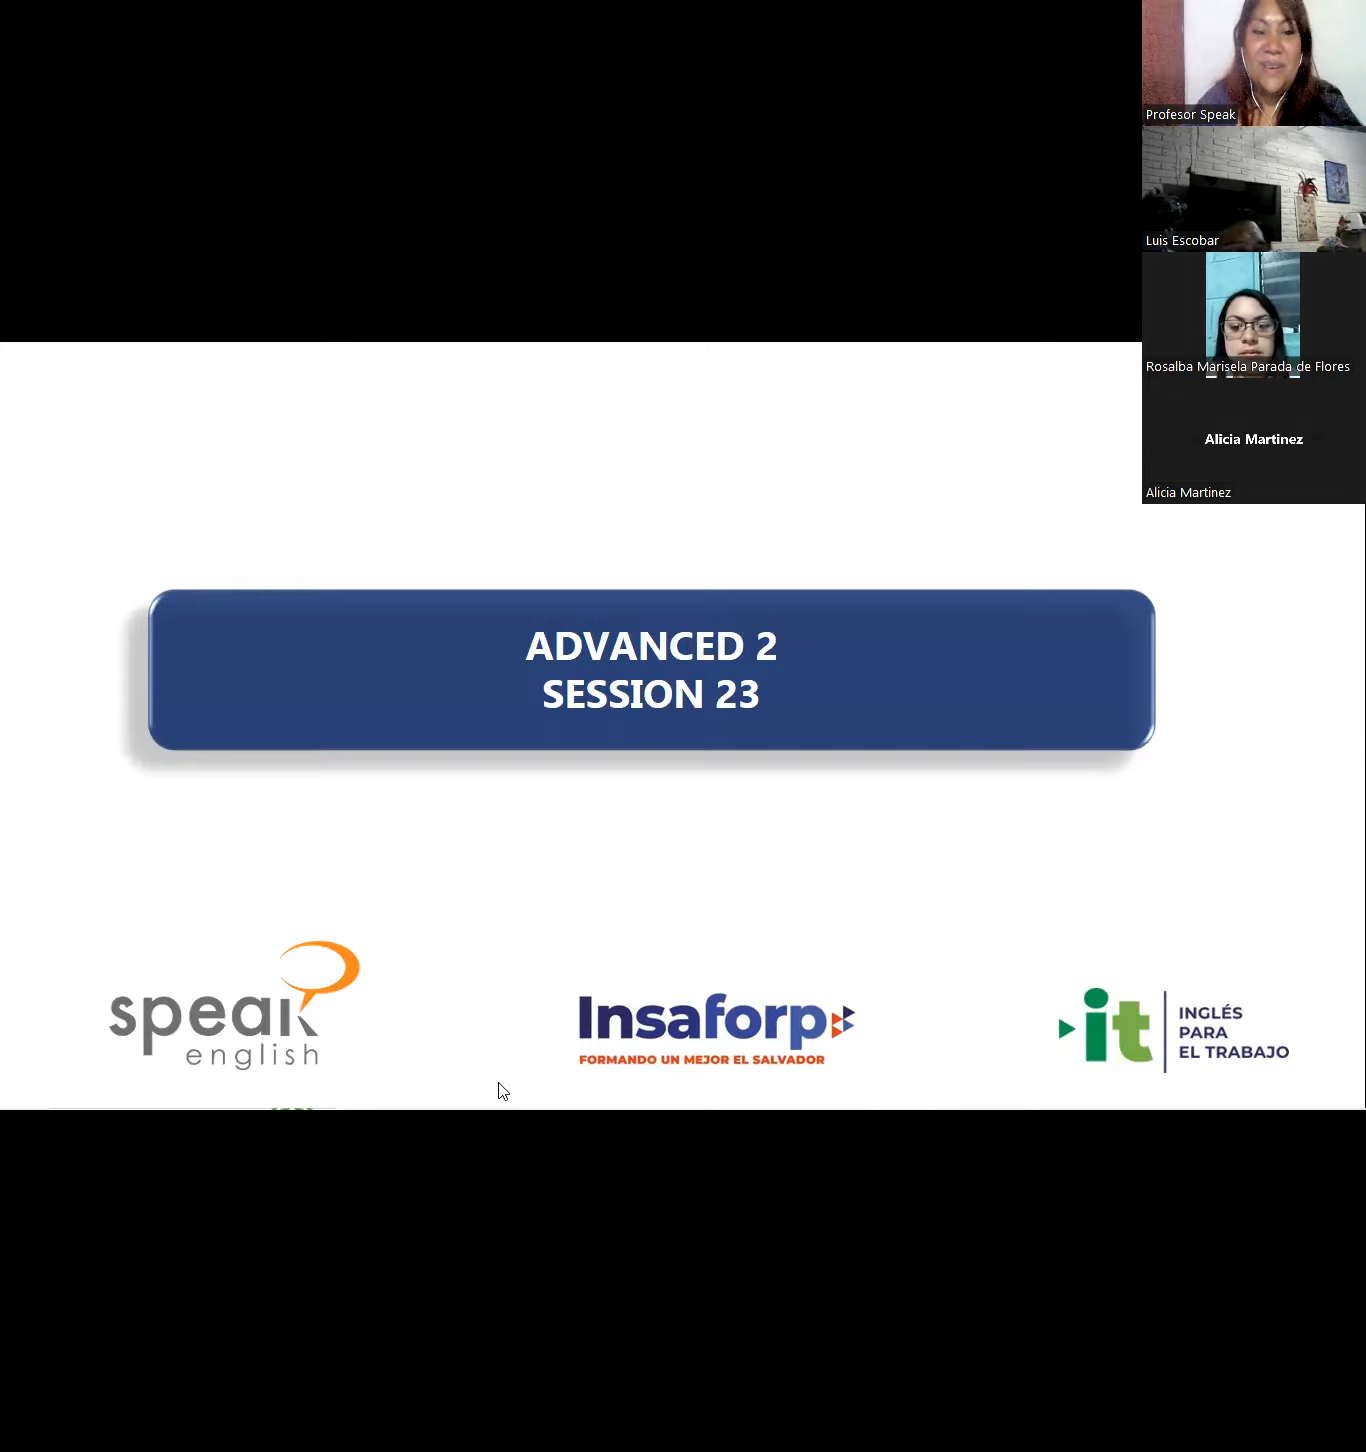 Profesor Speak
Luis Escobar
Rosalba Marisela Parada de Flores
Alicia Martinez
Alicia Martinez
ADVANCED 2
SESSION 23
speak
english
Insaforp
FORMANDO UN MEJOR EL SALVADOR
it
INGLÉS
PARA
EL TRABAJO